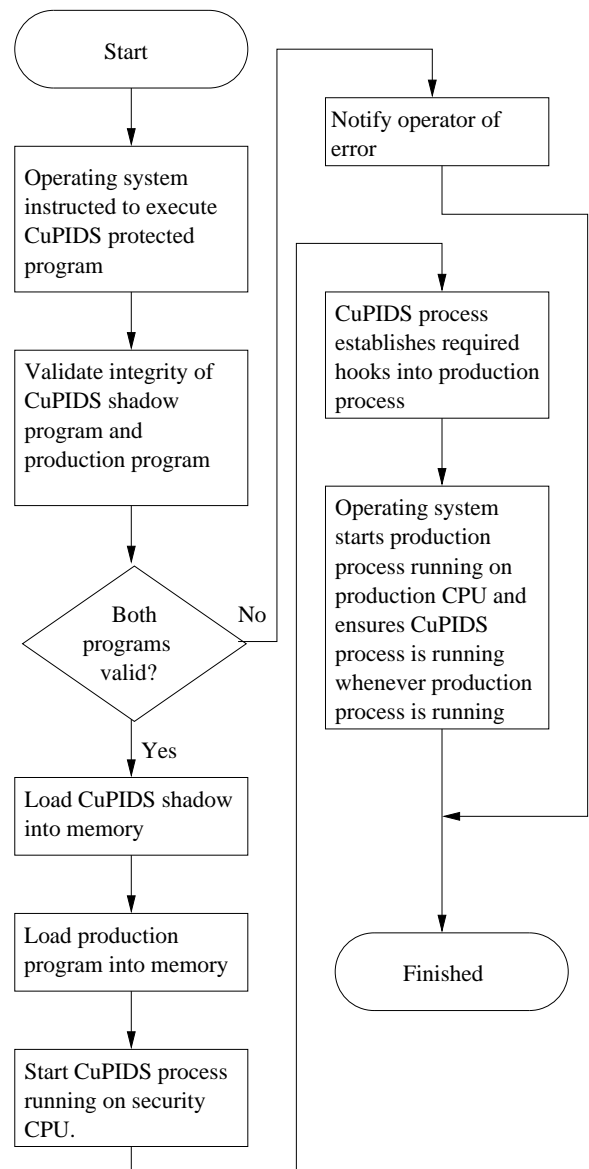 Start
Operating system
instructed to execute
CuPIDS protected
program
Validate integrity of
CuPIDS shadow
program and
production program
Both
programs
valid?
No
Yes
Load CuPIDS shadow
into memory
Load production
program into memory
Start CuPIDS process
running on security
CPU.
Notify operator of
error
CuPIDS process
establishes required
hooks into production
process
Operating system
starts production
process running on
production CPU and
ensures CuPIDS
process is running
whenever production
process is running
Finished